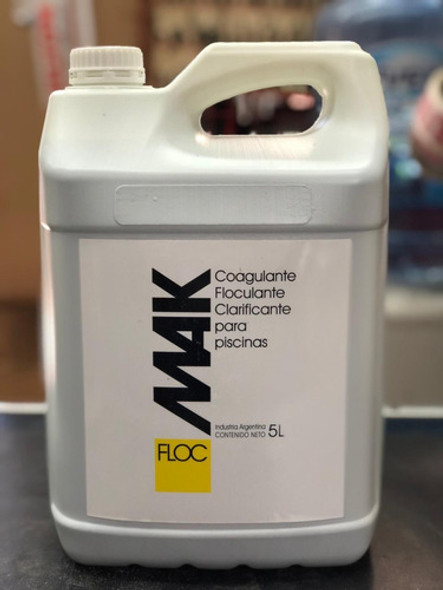 MAK
Coagulante
Floculante
Clarificante
para
piscinas
Industria Argentina
CONTENIDO NETO 5L
FLOC